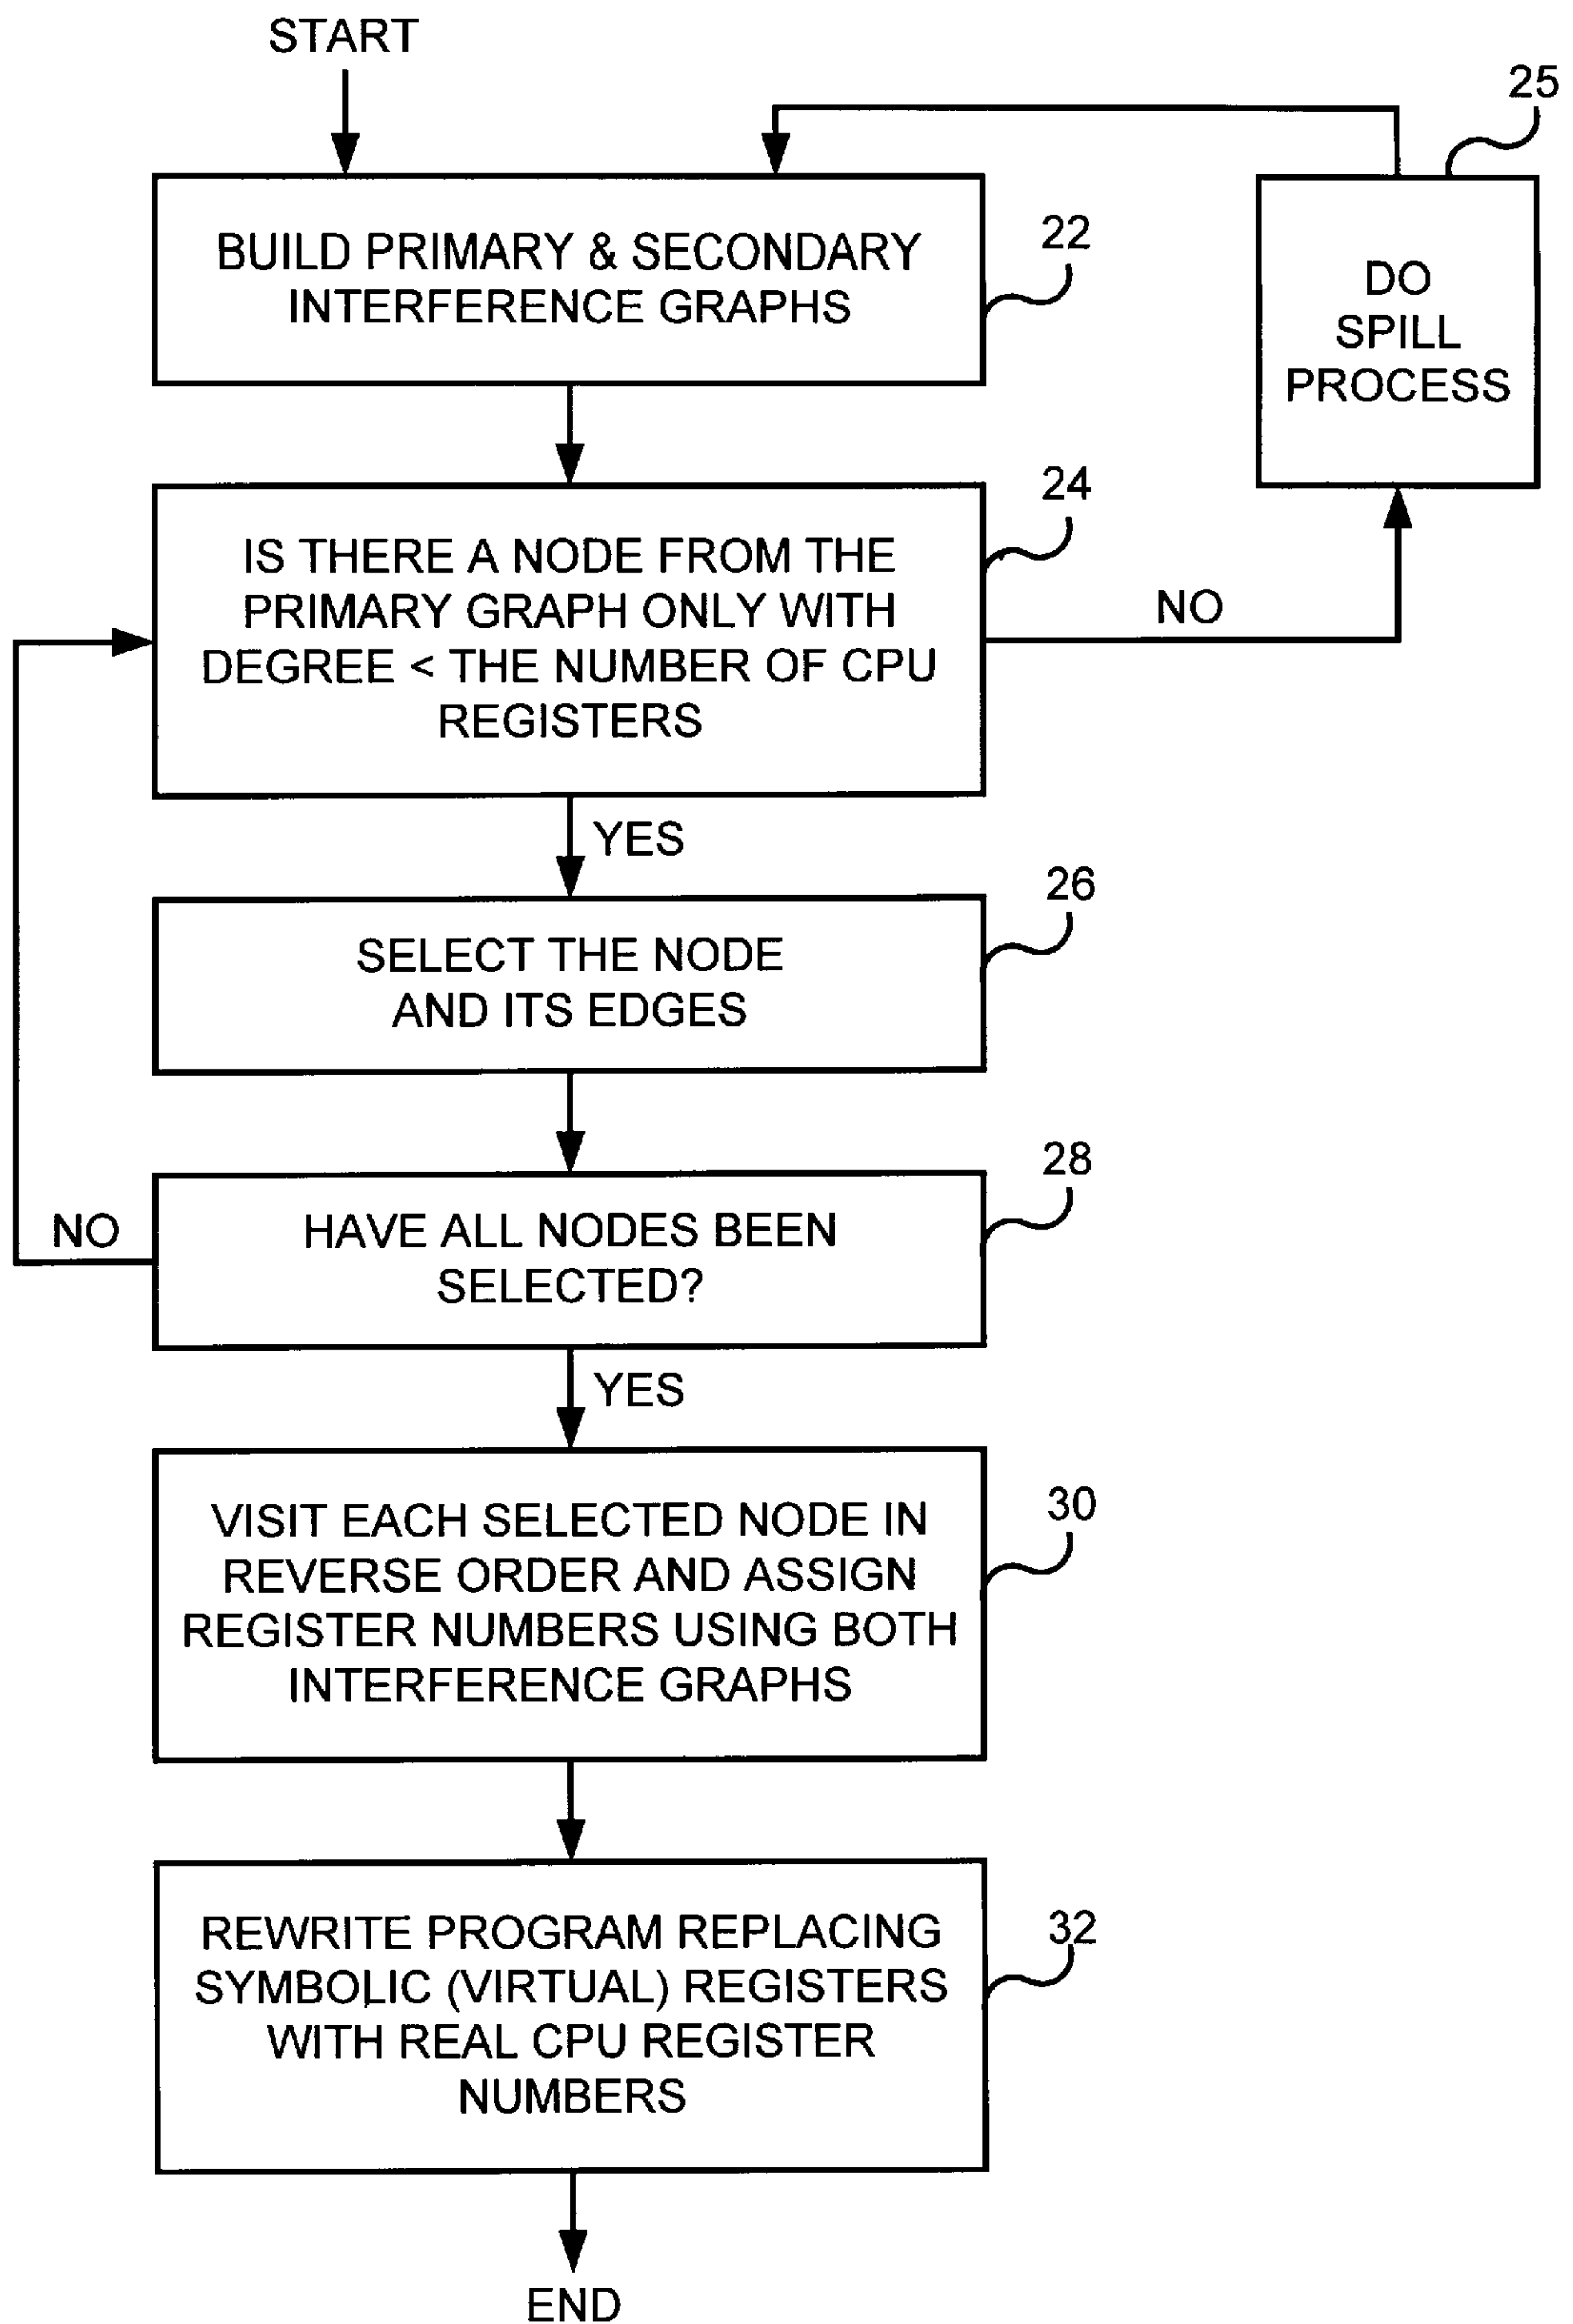 START
25
BUILD PRIMARY & SECONDARY
INTERFERENCE GRAPHS
22
DO
SPILL
PROCESS
24
IS THERE A NODE FROM THE
PRIMARY GRAPH ONLY WITH
DEGREE < THE NUMBER OF CPU
REGISTERS
NO
YES
26
SELECT THE NODE
AND ITS EDGES
28
NO
HAVE ALL NODES BEEN
SELECTED?
YES
30
VISIT EACH SELECTED NODE IN
REVERSE ORDER AND ASSIGN
REGISTER NUMBERS USING BOTH
INTERFERENCE GRAPHS
32
REWRITE PROGRAM REPLACING
SYMBOLIC (VIRTUAL) REGISTERS
WITH REAL CPU REGISTER
NUMBERS
END